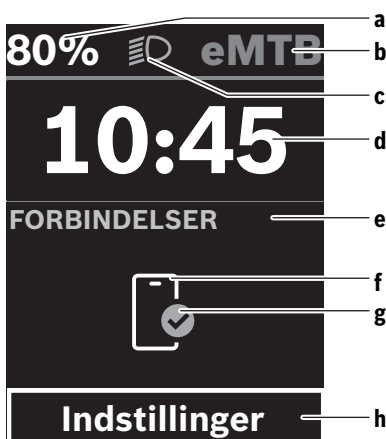 a
80% eMTB b
c
10:45 d
FORBINDELSER e
f
g
Indstillinger h